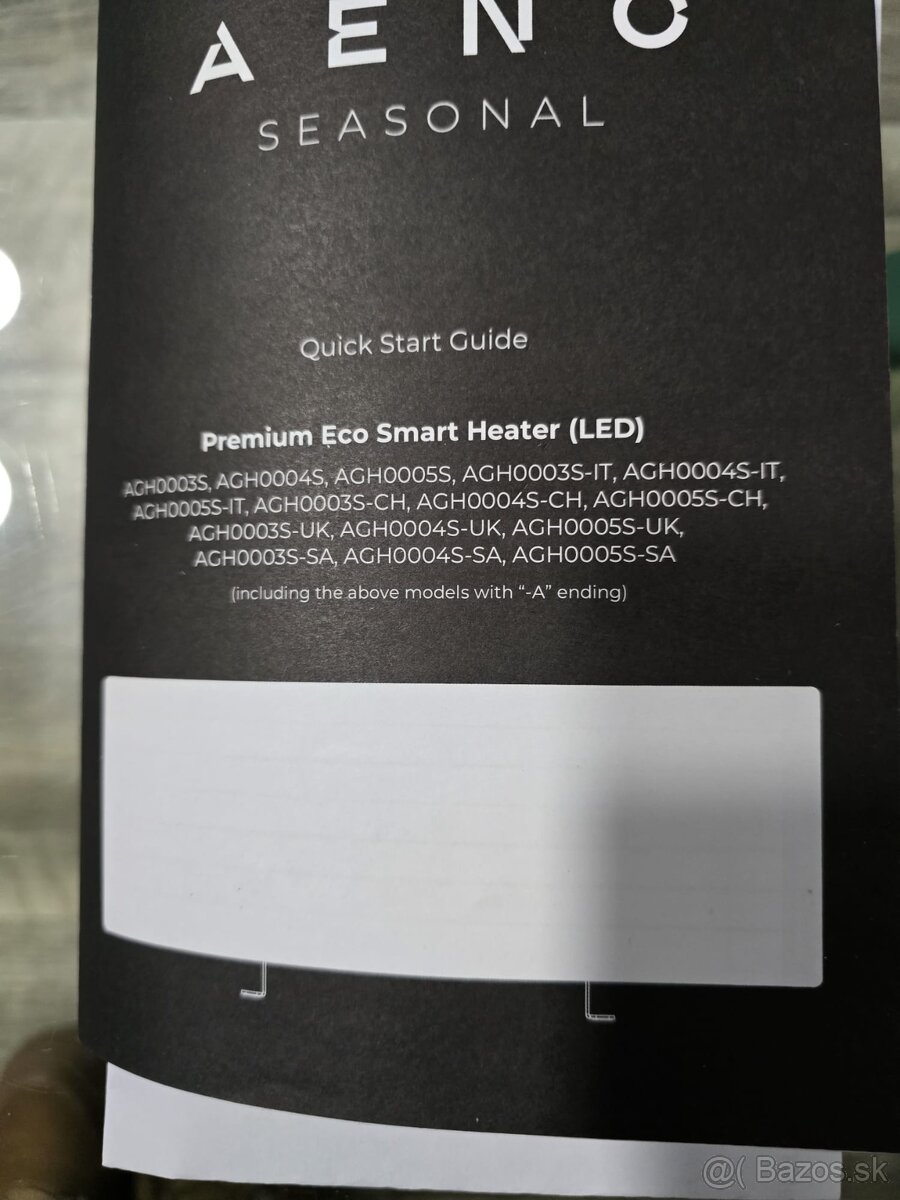 AENO
SEASONAL
Quick Start Guide
Premium Eco Smart Heater (LED)
AGH0003S, AGH0004S, AGH0005S, AGH0003S-IT, AGH0004S-IT,
AGH0005S-IT, AGH0003S-CH, AGH0004S-CH, AGH0005S-CH,
AGH0003S-UK, AGH0004S-UK, AGH0005S-UK,
AGH0003S-SA, AGH0004S-SA, AGH0005S-SA
(including the above models with “-A” ending)
@( Bazos.sk